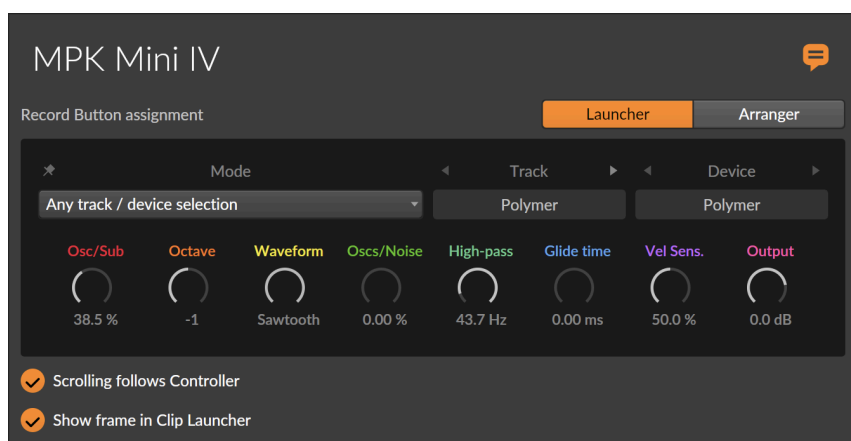 MPK Mini IV
Record Button assignment Launcher Arranger
Mode Track Device
Any track / device selection Polymer Polymer
Osc/Sub Octave Waveform Oscs/Noise High-pass Glide time Vel Sens. Output
38.5 % -1 Sawtooth 0.00 % 43.7 Hz 0.00 ms 50.0 % 0.0 dB
Scrolling follows Controller
Show frame in Clip Launcher